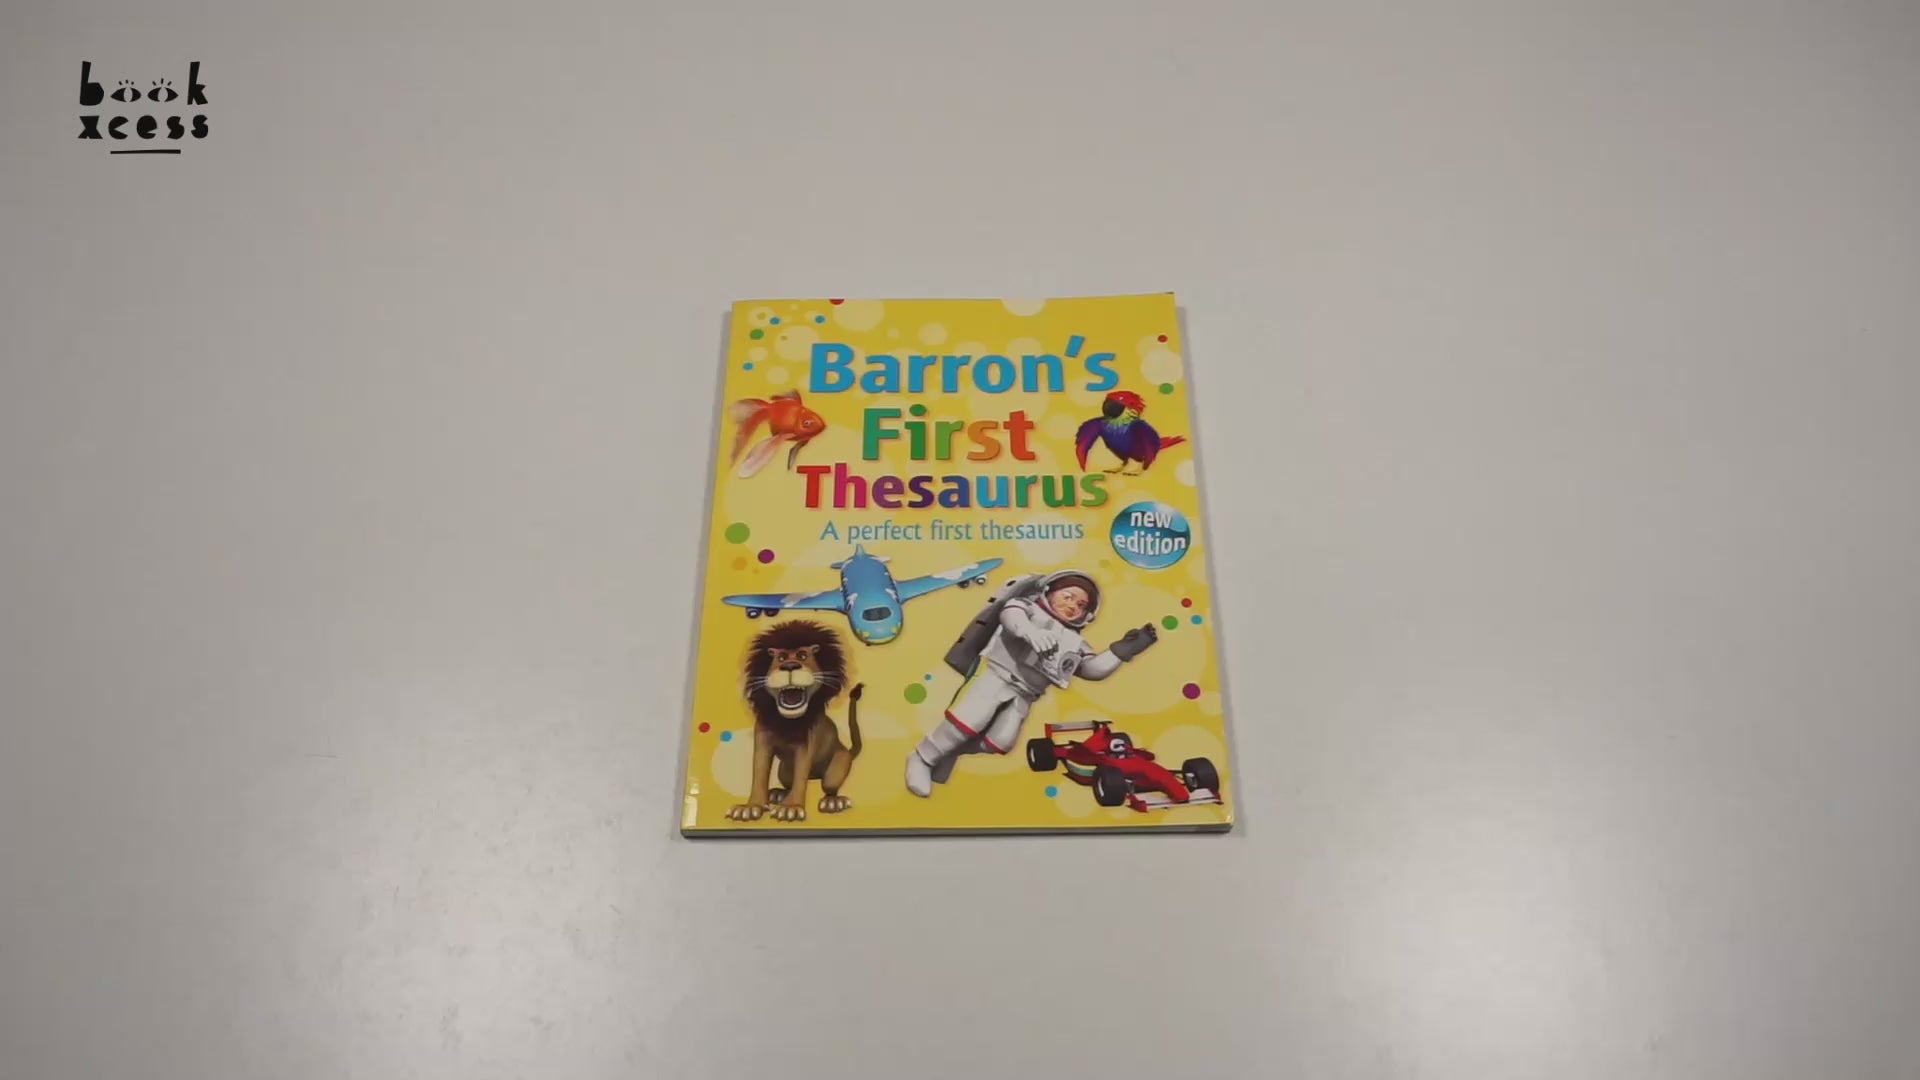 book
xcess
Barron's
First
Thesaurus
A perfect first thesaurus
new
edition